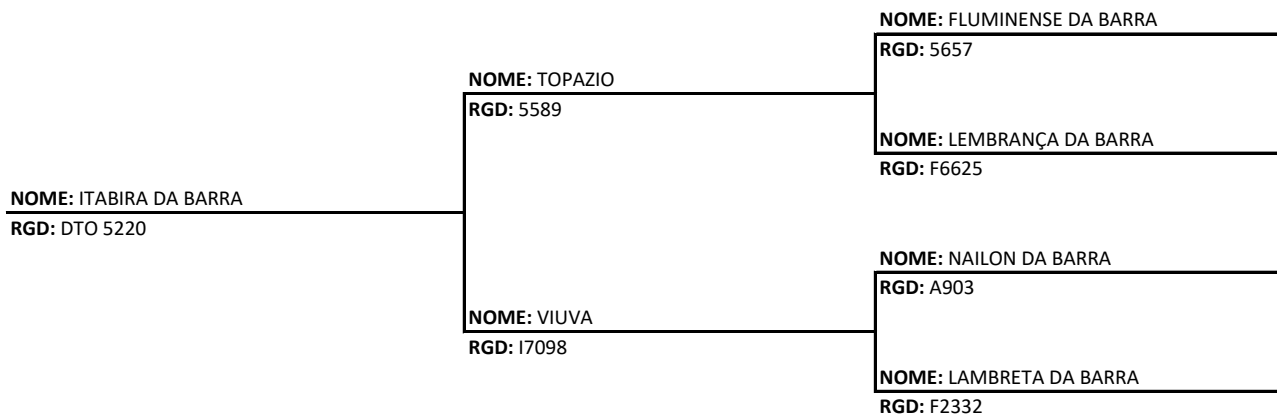 NOME: FLUMINENSE DA BARRA
RGD: 5657
NOME: TOPAZIO
RGD: 5589
NOME: LEMBRANÇA DA BARRA
RGD: F6625
NOME: ITABIRA DA BARRA
RGD: DTO 5220
NOME: NAILON DA BARRA
RGD: A903
NOME: VIUVA
RGD: I7098
NOME: LAMBRETA DA BARRA
RGD: F2332